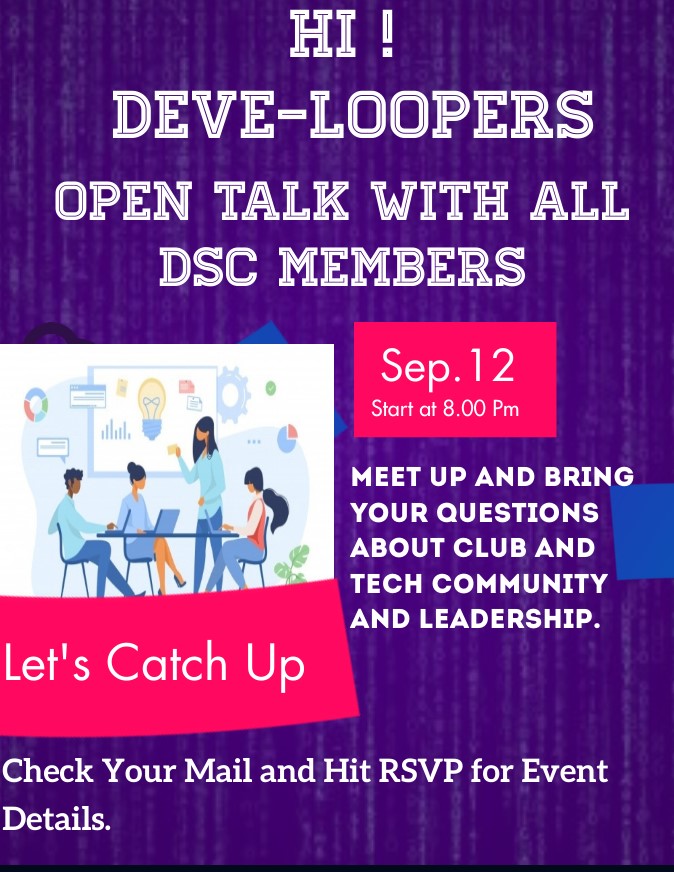 HI !
DEVE-LOOPERS
OPEN TALK WITH ALL
DSC MEMBERS
Sep.12
Start at 8.00 Pm
MEET UP AND BRING
YOUR QUESTIONS
ABOUT CLUB AND
TECH COMMUNITY
AND LEADERSHIP.
Let's Catch Up
Check Your Mail and Hit RSVP for Event
Details.